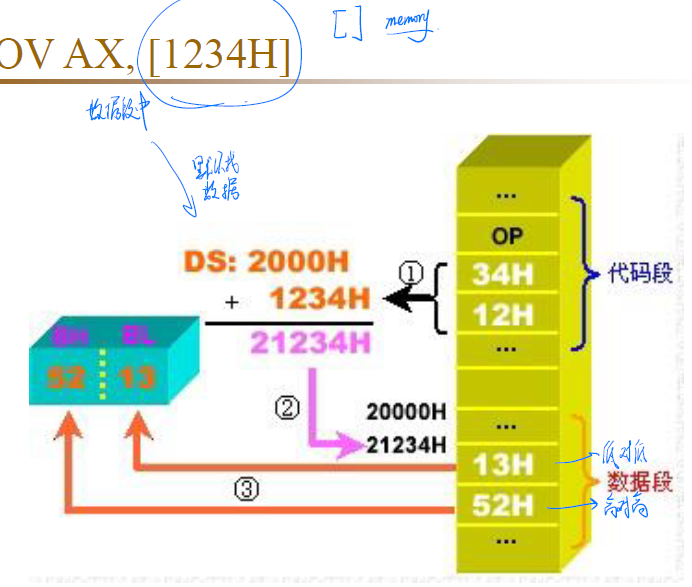 [ ] memory
OV AX, [1234H]
数据段中
默认找
数据
...
OP
DS: 2000H
①
34H
代码段
+ 1234H
12H
21234H
...
BH BL
52 13
②
20000H
...
21234H
13H
低对低
数据段
③
52H
高对高
...